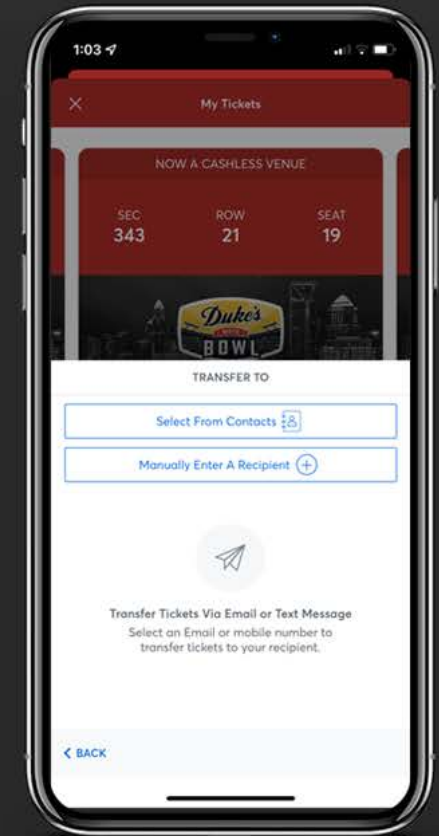 1:03
My Tickets
NOW A CASHLESS VENUE
SEC ROW SEAT
343 21 19
Duke's
MAYO
BOWL
TRANSFER TO
Select From Contacts
Manually Enter A Recipient
Transfer Tickets Via Email or Text Message
Select an Email or mobile number to
transfer tickets to your recipient.
BACK